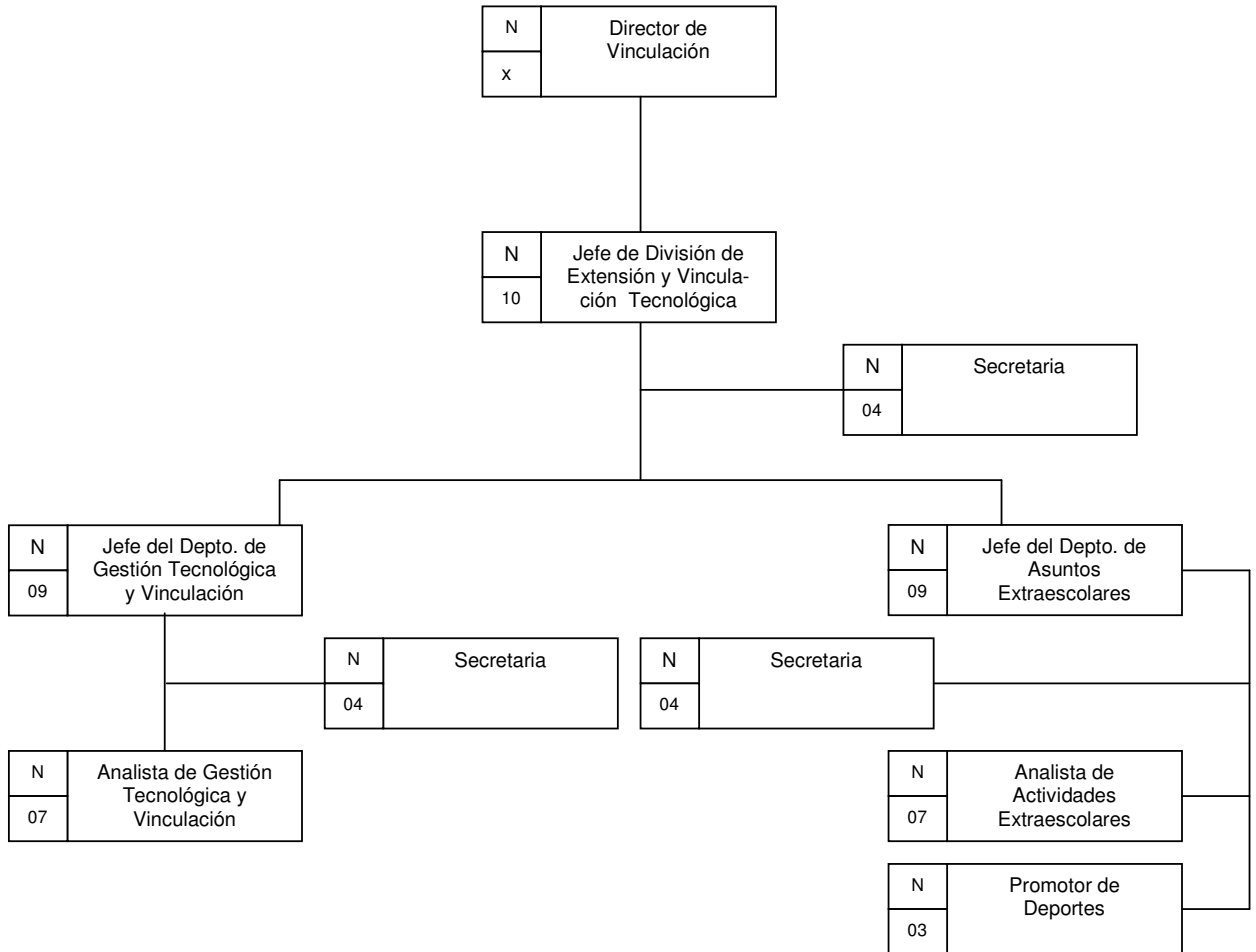 N
Director de
Vinculación
x
N
Jefe de División de
Extensión y Vincula-
ción Tecnológica
10
N
Secretaria
04
N
Jefe del Depto. de
Gestión Tecnológica
y Vinculación
09
N
Jefe del Depto. de
Asuntos
Extraescolares
09
N
Secretaria
04
N
Secretaria
04
N
Analista de Gestión
Tecnológica y
Vinculación
07
N
Analista de
Actividades
Extraescolares
07
N
Promotor de
Deportes
03